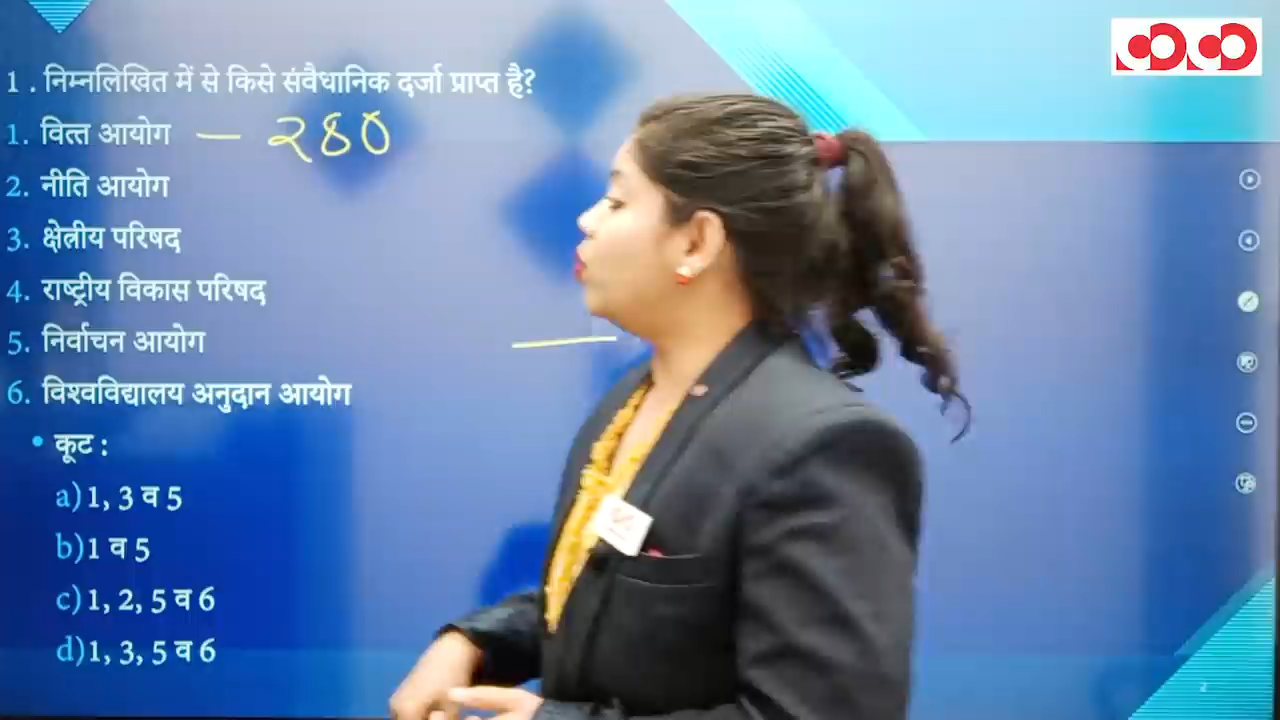 1 . निम्नलिखित में से किसे संवैधानिक दर्जा प्राप्त है?
1. वित्त आयोग — 280
2. नीति आयोग
3. क्षेत्रीय परिषद
4. राष्ट्रीय विकास परिषद
5. निर्वाचन आयोग
6. विश्वविद्यालय अनुदान आयोग
• कूट :
a) 1, 3 व 5
b) 1 व 5
c) 1, 2, 5 व 6
d) 1, 3, 5 व 6
2